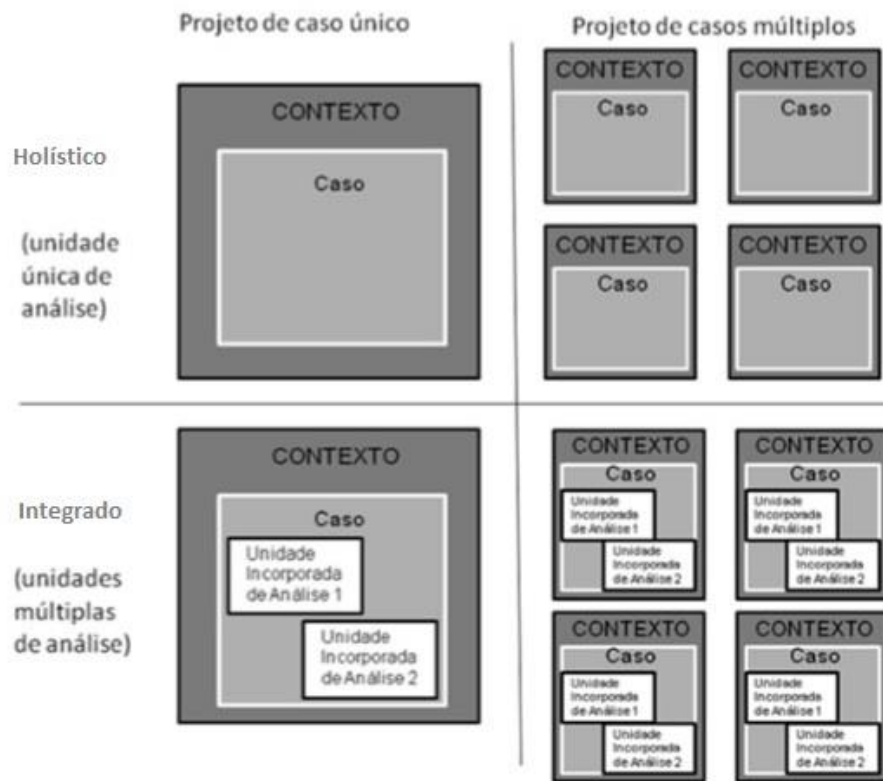 Projeto de caso único
Projeto de casos múltiplos
Holístico
(unidade
única de
análise)
CONTEXTO
Caso
CONTEXTO
Caso
CONTEXTO
Caso
CONTEXTO
Caso
CONTEXTO
Caso
Integrado
(unidades
múltiplas
de análise)
CONTEXTO
Caso
Unidade
Incorporada
de Análise 1
Unidade
Incorporada
de Análise 2
CONTEXTO
Caso
Unidade
Incorporada
de Análise 1
Unidade
Incorporada
de Análise 2
CONTEXTO
Caso
Unidade
Incorporada
de Análise 1
Unidade
Incorporada
de Análise 2
CONTEXTO
Caso
Unidade
Incorporada
de Análise 1
Unidade
Incorporada
de Análise 2
CONTEXTO
Caso
Unidade
Incorporada
de Análise 1
Unidade
Incorporada
de Análise 2